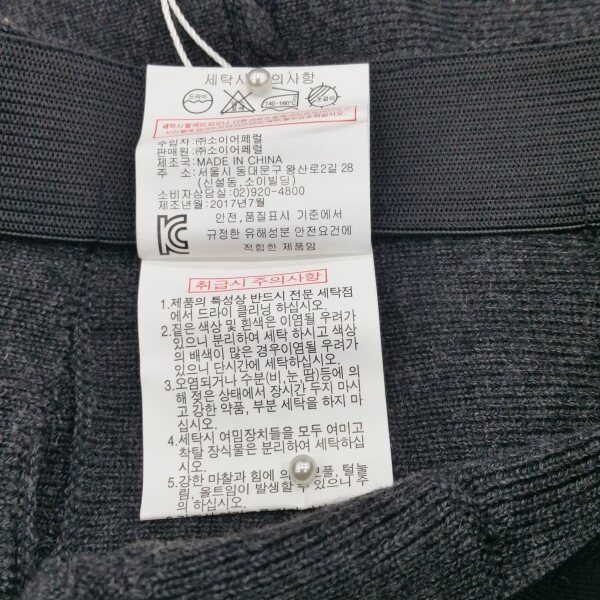 세탁시 의사항
드라이
140~160℃
수입자 : ㈜소이어페럴
판매원 : ㈜소이어페럴
제조국: MADE IN CHINA
주 소: 서울시 동대문구 왕산로2길 28
(신설동,소이빌딩)
소비자상담실: 02)920-4800
제조년월: 2017년7월
안전,품질표시 기준에서
규정한 유해성분 안전요건에
적합한 제품임
취급시 주의사항
1.제품의 특성상 반드시 전문 세탁점
에서 드라이 클리닝 하십시오.
2.짙은 색상 및 흰색은 이염될 우려가
있으니 분리하여 세탁 하시고 색상
의 배색이 많은 경우이염될 우려가
있으니 단시간에 세탁하십시오.
3.오염되거나 수분(비,눈,땀)등에 의
해 젖은 상태에서 장시간 두지 마시
고 강한 약품, 부분 세탁을 하지 마
십시오.
4.세탁시 여밈장치들을 모두 여미고
착탈 장식물은 분리하여 세탁하십
시오.
5.강한 마찰과 힘에 의 풀, 털눌
림, 올트임이 발생할 수 있으니 주
의 하십시오.